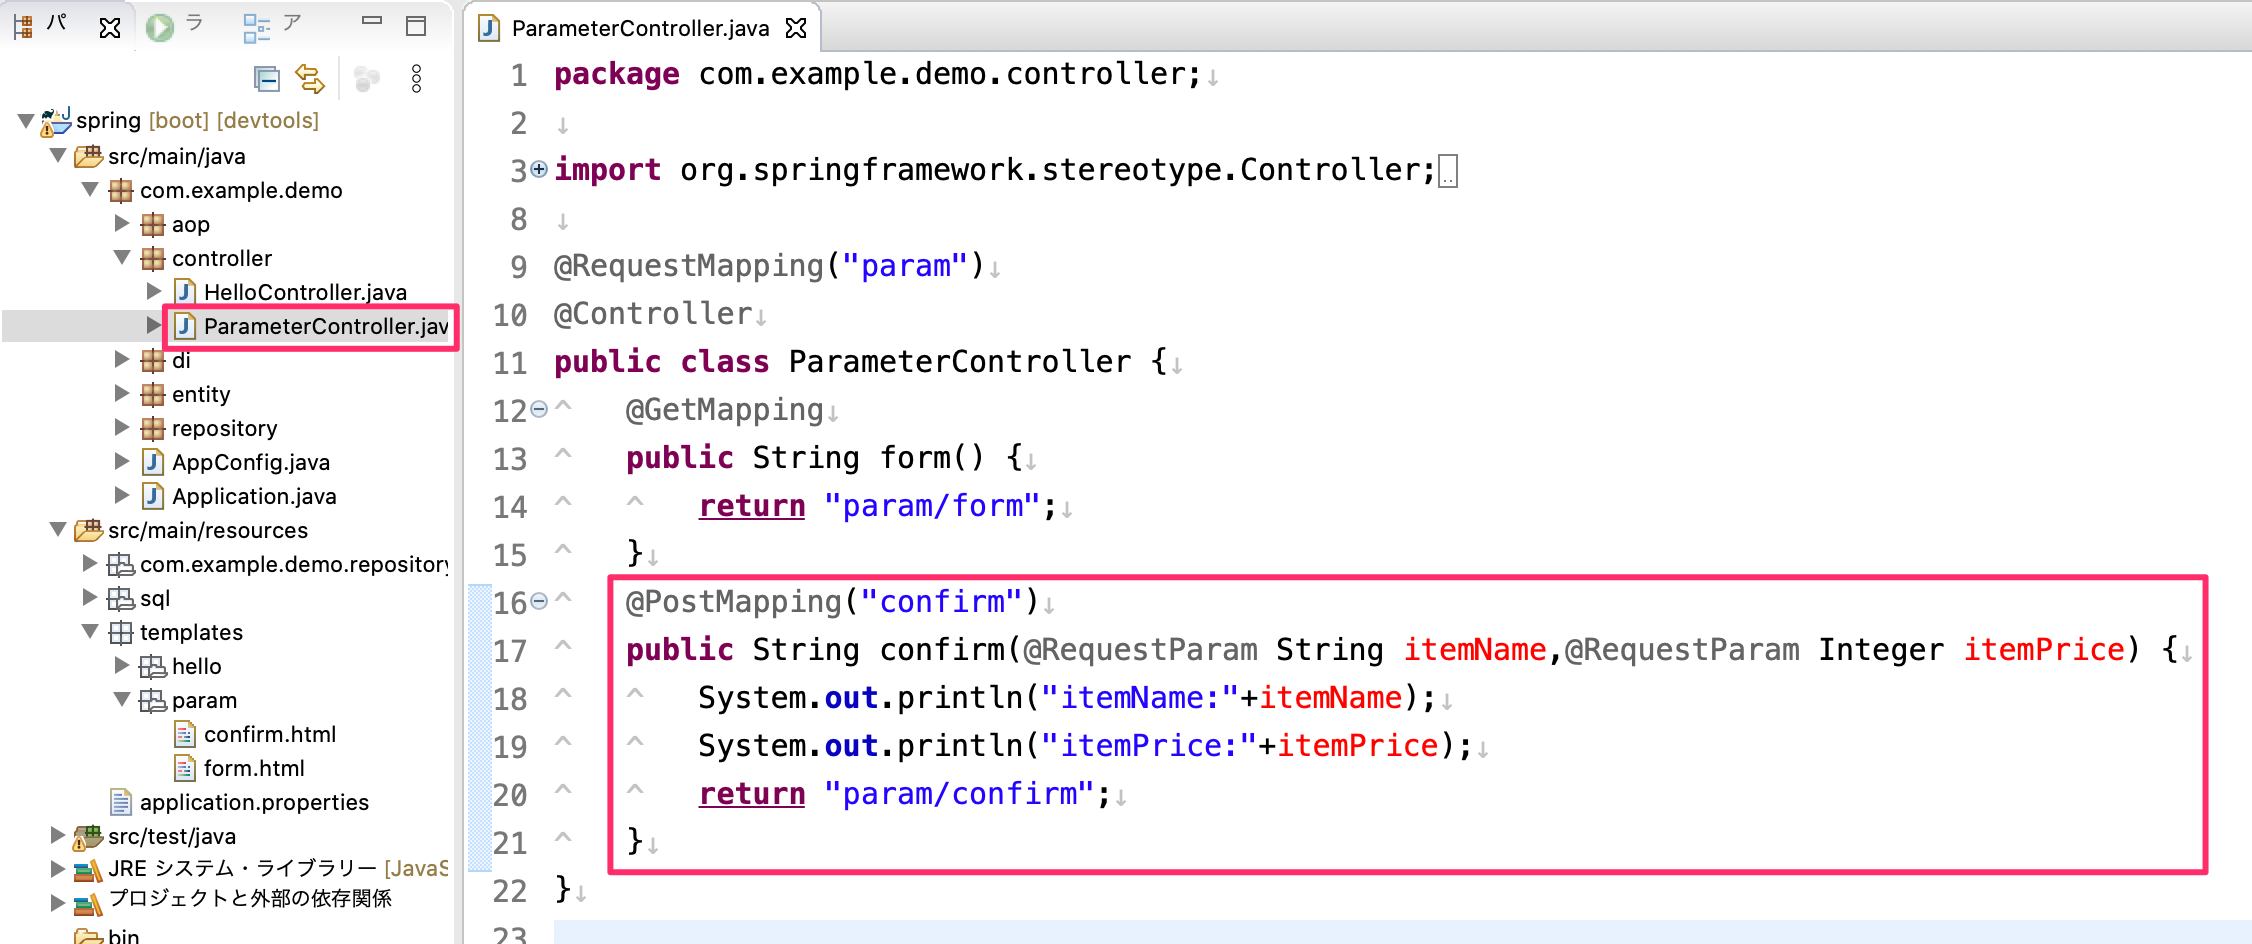 パ ラ ア
spring [boot] [devtools]
src/main/java
com.example.demo
aop
controller
HelloController.java
ParameterController.jav
di
entity
repository
AppConfig.java
Application.java
src/main/resources
com.example.demo.repository
sql
templates
hello
param
confirm.html
form.html
application.properties
src/test/java
JRE システム・ライブラリー [JavaS
プロジェクトと外部の依存関係
bin
ParameterController.java
1 package com.example.demo.controller;↓
2 ↓
3 import org.springframework.stereotype.Controller;
8 ↓
9 @RequestMapping("param")↓
10 @Controller↓
11 public class ParameterController {↓
12 ^ @GetMapping↓
13 ^ public String form() {↓
14 ^ ^ return "param/form";↓
15 ^ }↓
16 ^ @PostMapping("confirm")↓
17 ^ public String confirm(@RequestParam String itemName,@RequestParam Integer itemPrice) {↓
18 ^ ^ System.out.println("itemName:"+itemName);↓
19 ^ ^ System.out.println("itemPrice:"+itemPrice);↓
20 ^ ^ return "param/confirm";↓
21 ^ }↓
22 }↓
23